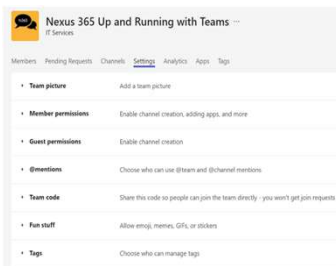 Nexus 365 Up and Running with Teams ...
IT Services
Members Pending Requests Channels Settings Analytics Apps Tags
Team picture Add a team picture
Member permissions Enable channel creation, adding apps, and more
Guest permissions Enable channel creation
@mentions Choose who can use @team and @channel mentions
Team code Share this code so people can join the team directly - you won't get join requests
Fun stuff Allow emoji, memes, GIFs, or stickers
Tags Choose who can manage tags